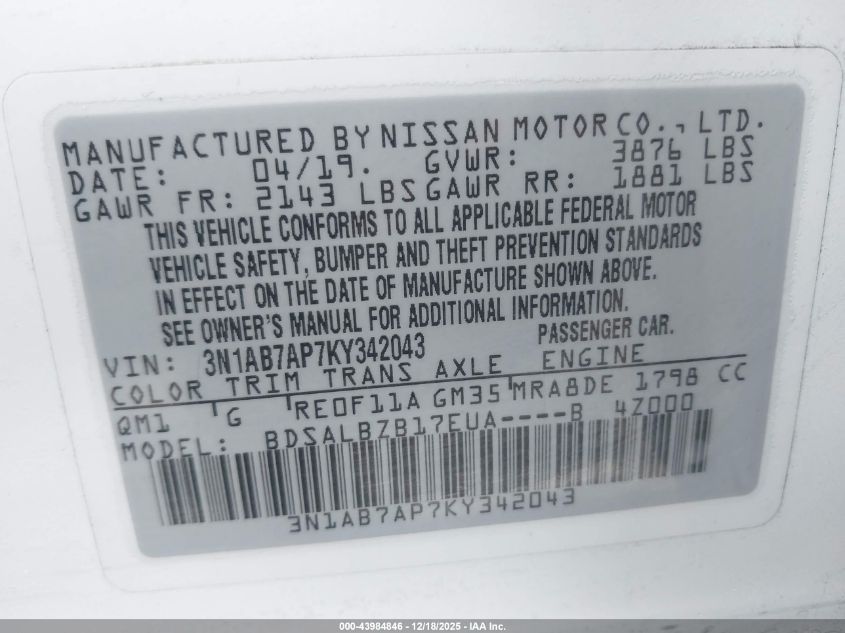 MANUFACTURED BY NISSAN MOTOR CO., LTD.
DATE: 04/19. GVWR: 3876 LBS
GAWR FR: 2143 LBS GAWR RR: 1881 LBS
THIS VEHICLE CONFORMS TO ALL APPLICABLE FEDERAL MOTOR
VEHICLE SAFETY, BUMPER AND THEFT PREVENTION STANDARDS
IN EFFECT ON THE DATE OF MANUFACTURE SHOWN ABOVE.
SEE OWNER'S MANUAL FOR ADDITIONAL INFORMATION.
VIN: 3N1AB7AP7KY342043 PASSENGER CAR.
COLOR TRIM TRANS AXLE ENGINE
QM1 G RE0F11A GM35 MRA8DE 1798 CC
MODEL: BDSALBZB17EUA----B 4Z000
3N1AB7AP7KY342043
000-43984846 - 12/18/2025 - IAA Inc.